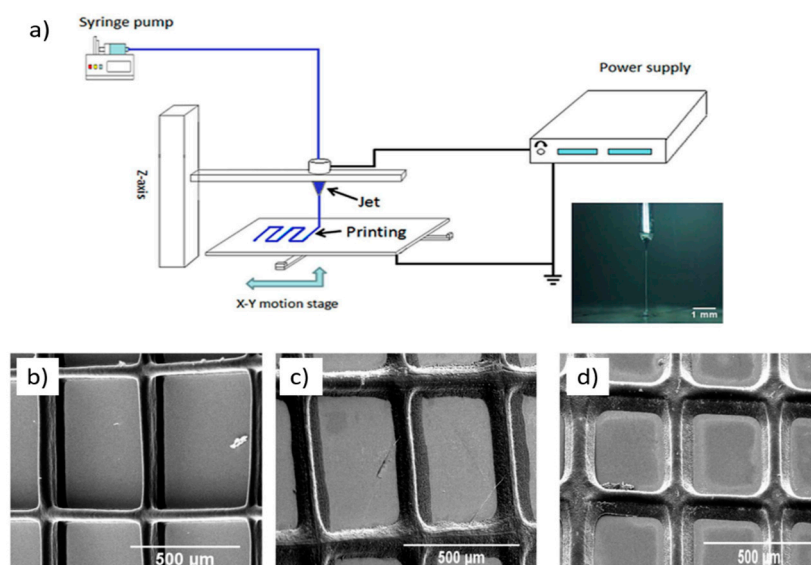 a)
Syringe pump
Power supply
Z-axis
Jet
Printing
X-Y motion stage
1 mm
b)
c)
d)
500 µm
500 µm
500 µm